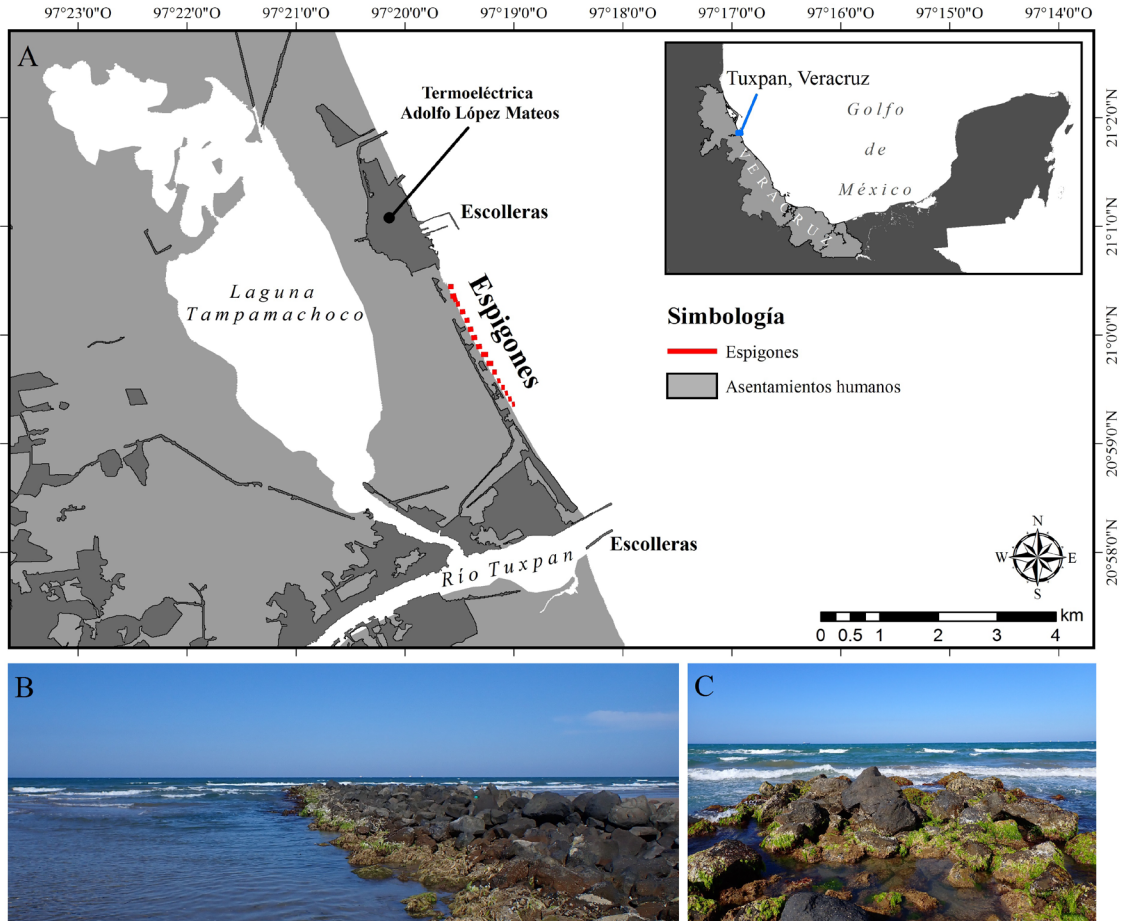 97°23'0"O 97°22'0"O 97°21'0"O 97°20'0"O 97°19'0"O 97°18'0"O 97°17'0"O 97°16'0"O 97°15'0"O 97°14'0"O
A
Termoeléctrica
Adolfo López Mateos
Escolleras
Espigones
Laguna
Tampamachoco
Río Tuxpan
Escolleras
Tuxpan, Veracruz
Golfo
de
México
VERACRUZ
Simbología
Espigones
Asentamientos humanos
21°2'0"N
21°1'0"N
21°0'0"N
20°59'0"N
20°58'0"N
N
W E
S
km
0 0.5 1 2 3 4
B
C